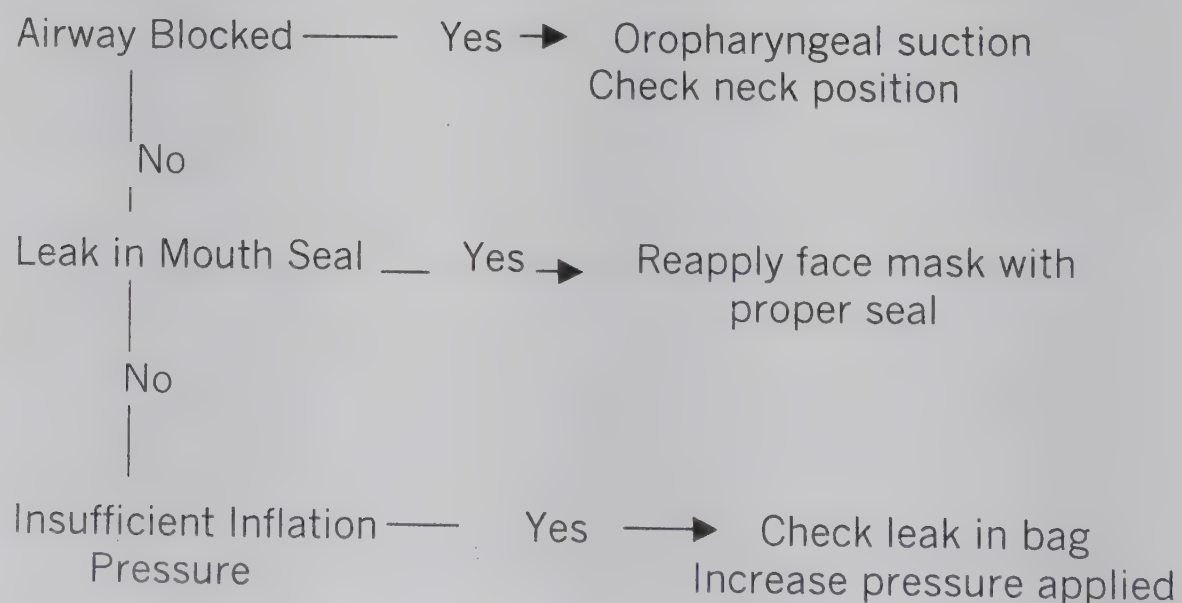 Airway Blocked Yes Oropharyngeal suction
Check neck position
No
Leak in Mouth Seal Yes Reapply face mask with
proper seal
No
Insufficient Inflation Yes Check leak in bag
Pressure Increase pressure applied